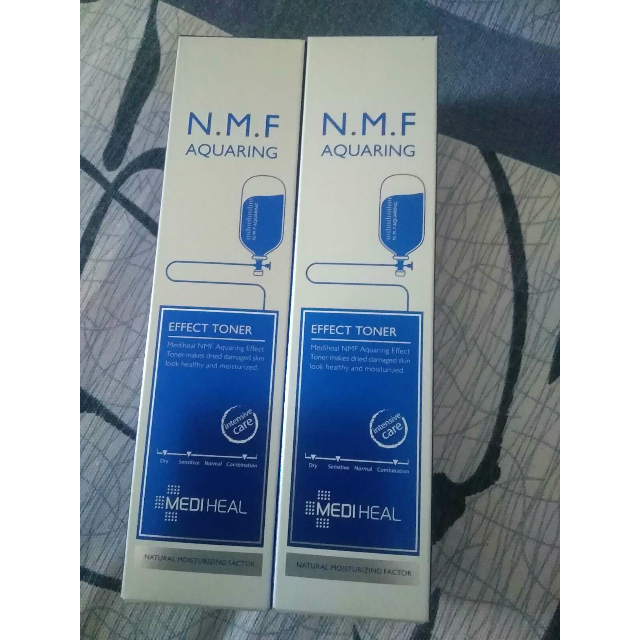 N.M.F
AQUARING
N.M.F AQUARING
EFFECT TONER
Mediheal NMF Aquaring Effect
Toner makes dried damaged skin
look healthy and moisturized.
intensive
care
Dry Sensitive Normal Combination
MEDIHEAL
NATURAL MOISTURIZING FACTOR
N.M.F
AQUARING
N.M.F AQUARING
EFFECT TONER
Mediheal NMF Aquaring Effect
Toner makes dried damaged skin
look healthy and moisturized.
intensive
care
Dry Sensitive Normal Combination
MEDIHEAL
NATURAL MOISTURIZING FACTOR